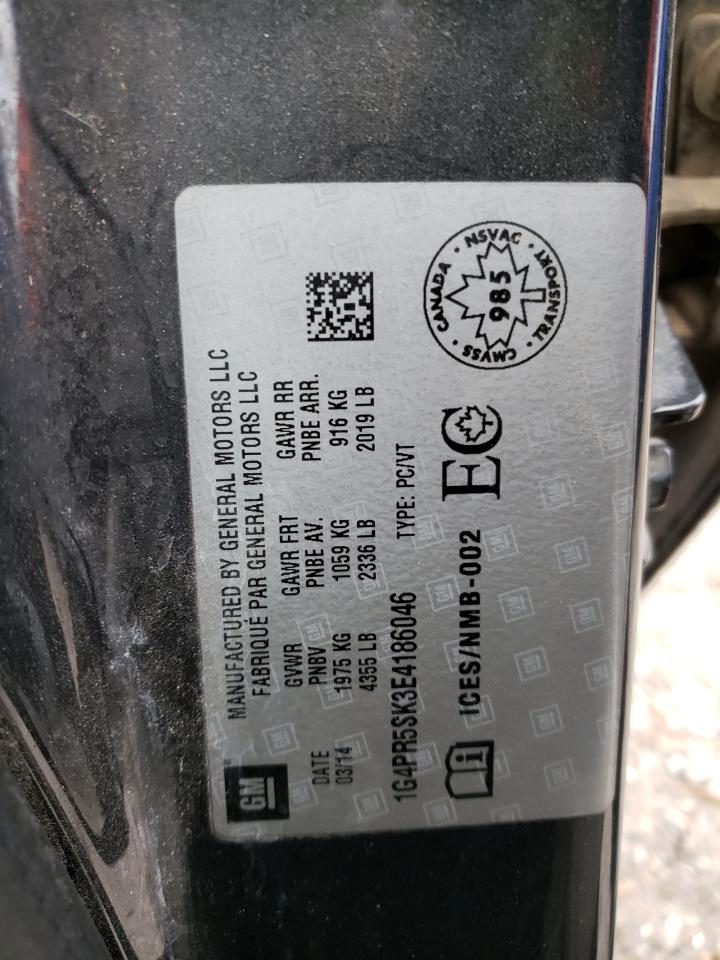 GM
MANUFACTURED BY GENERAL MOTORS LLC
FABRIQUÉ PAR GENERAL MOTORS LLC
DATE GVWR GAWR FRT GAWR RR
03/14 PNBV PNBE AV. PNBE ARR.
1975 KG 1059 KG 916 KG
4355 LB 2336 LB 2019 LB
1G4PR5SK3E4186046 TYPE: PC/VT
i ICES/NMB-002 EC
CANADA · NSVAC · TRANSPORT · CMVSS ·
985